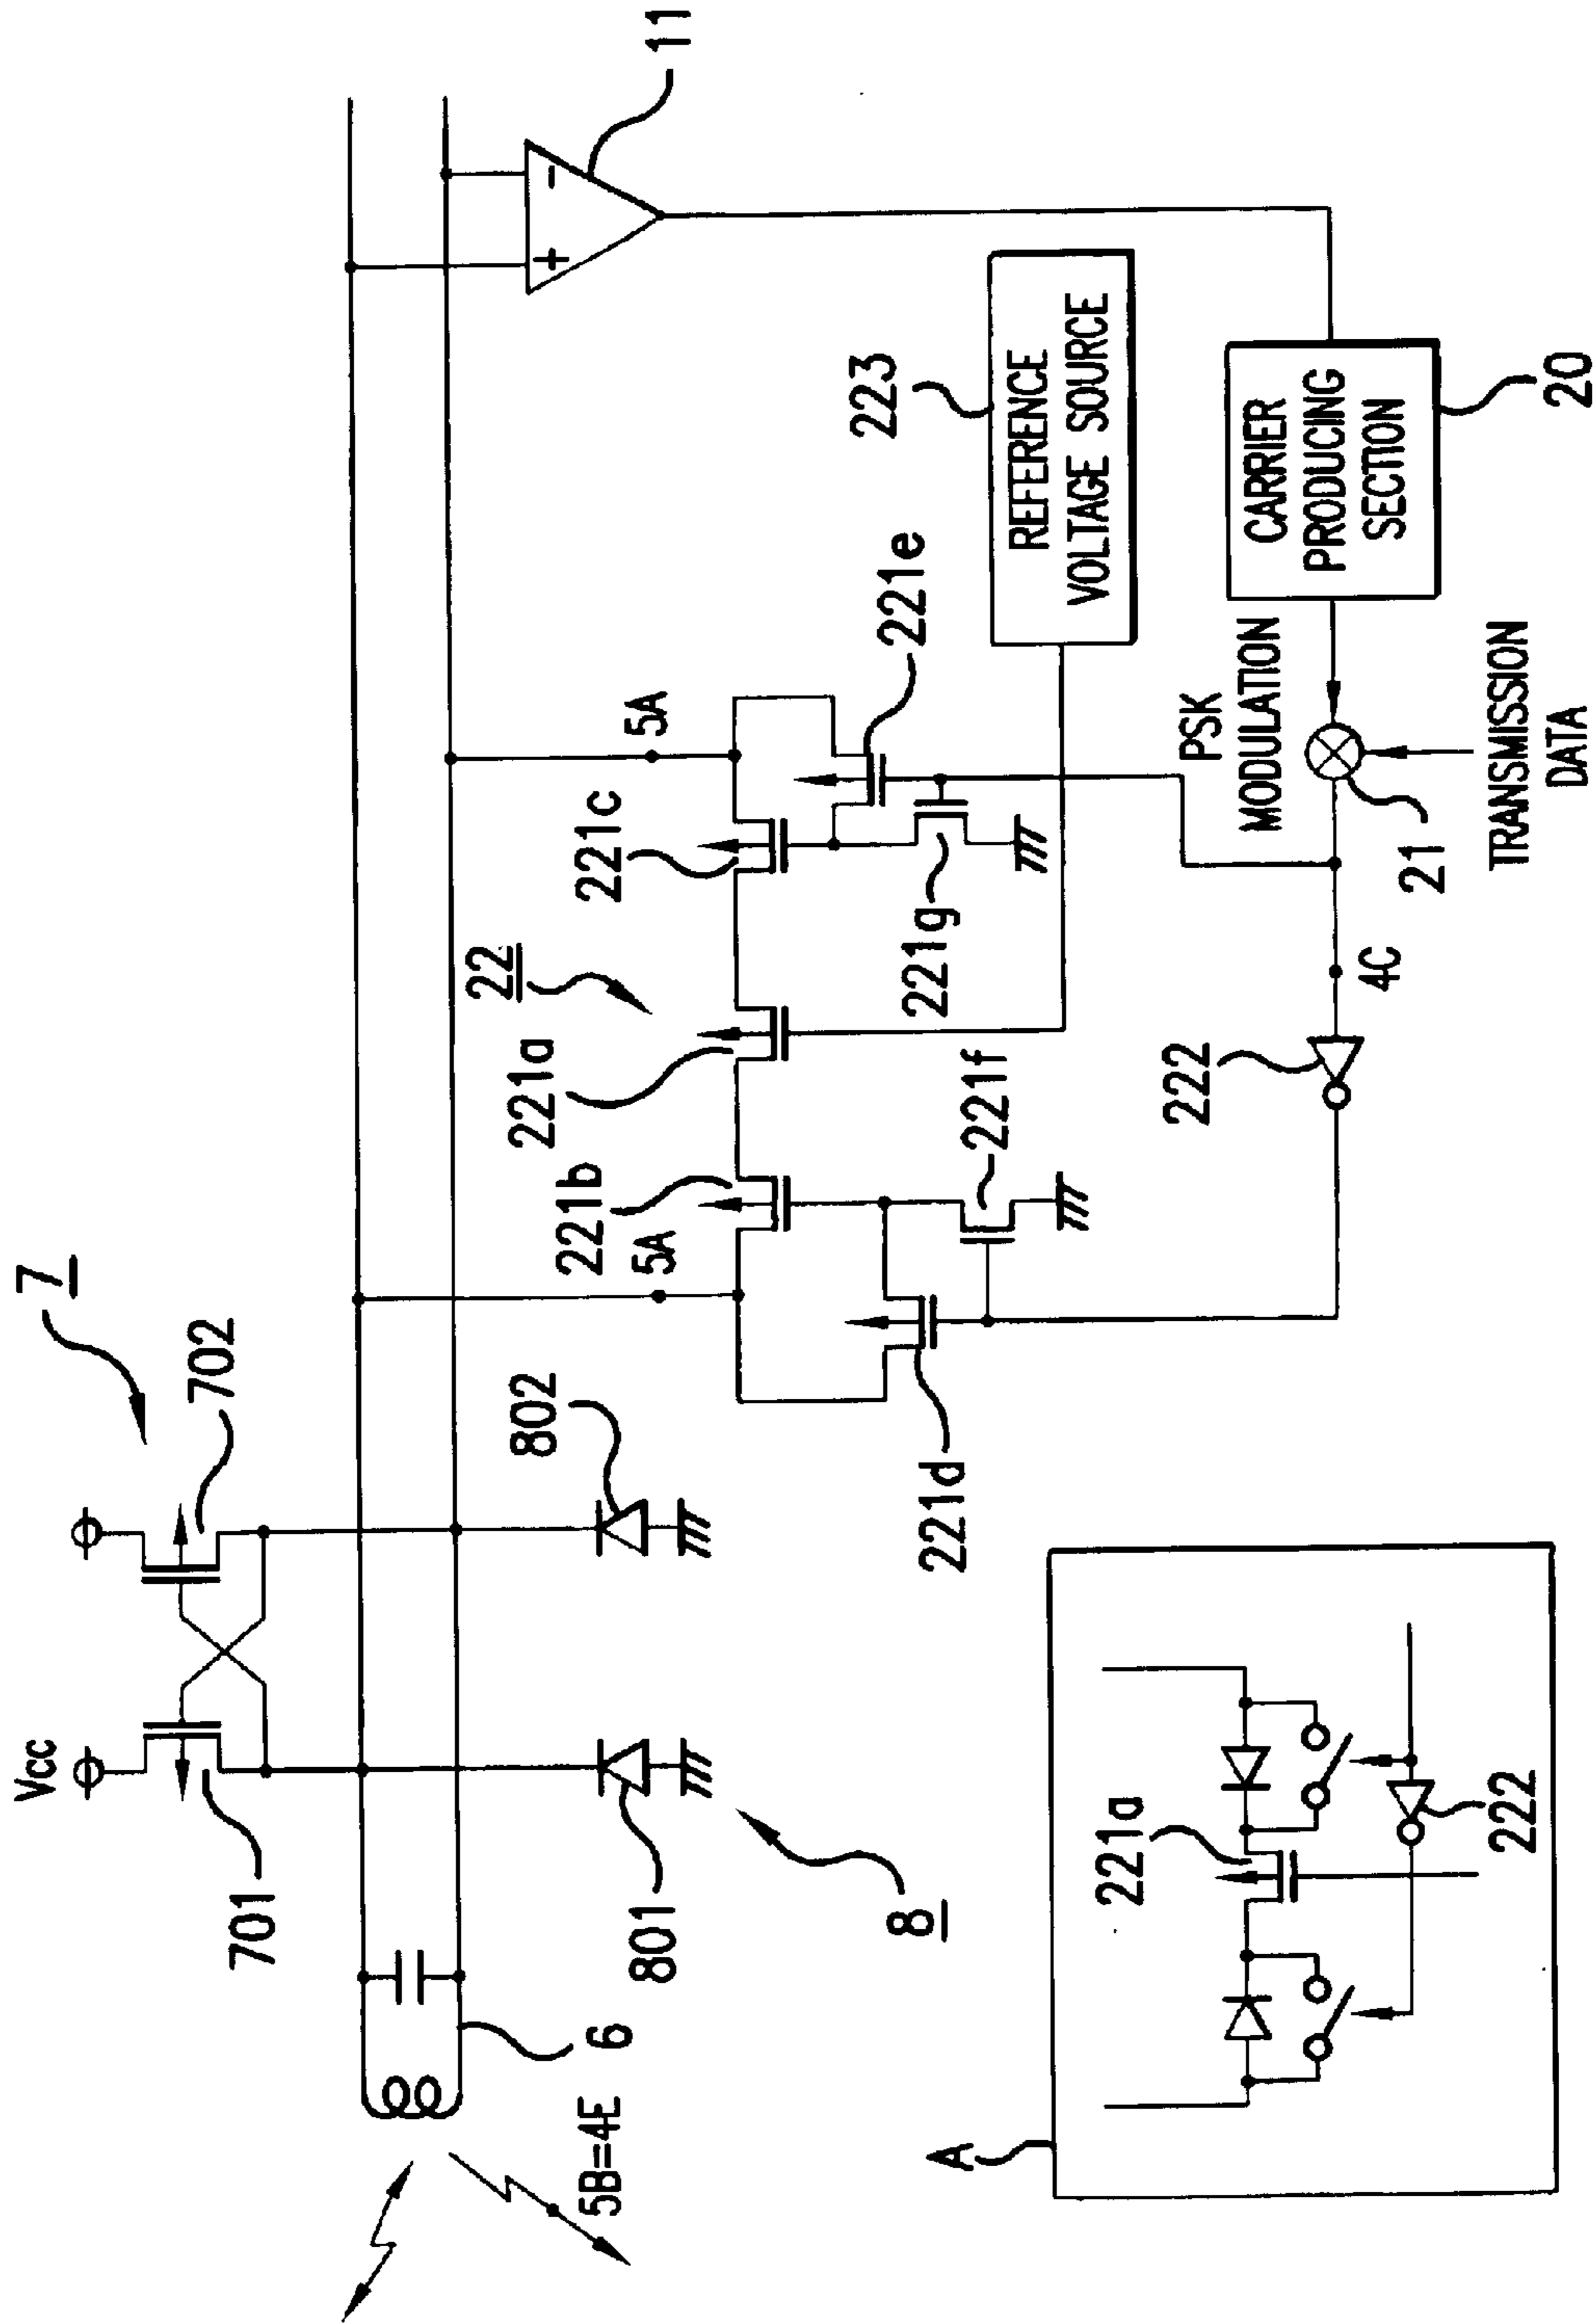 7
Vcc
701
702
6
5B=4E
801
802
8
11
22
5A
5A
221b
221a
221c
221d
221f
221g
221e
223
REFERENCE
VOLTAGE SOURCE
CARRIER
PRODUCING
SECTION
20
PSK
MODULATION
21
TRANSMISSION
DATA
4C
222
A
221a
222